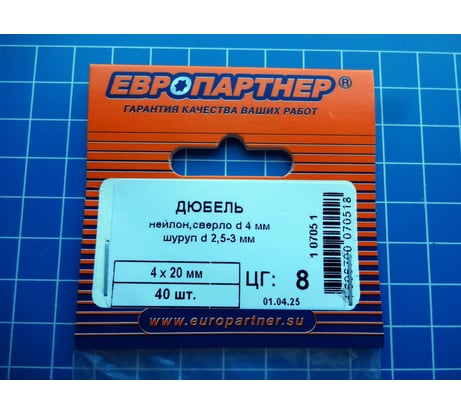 ЕВРОПАРТНЕР®
ГАРАНТИЯ КАЧЕСТВА ВАШИХ РАБОТ
ДЮБЕЛЬ
нейлон,сверло d 4 мм
шуруп d 2,5-3 мм
4 x 20 мм
40 шт.
ЦГ: 8
01.04.25
1 0705 1
070518
www.europartner.su